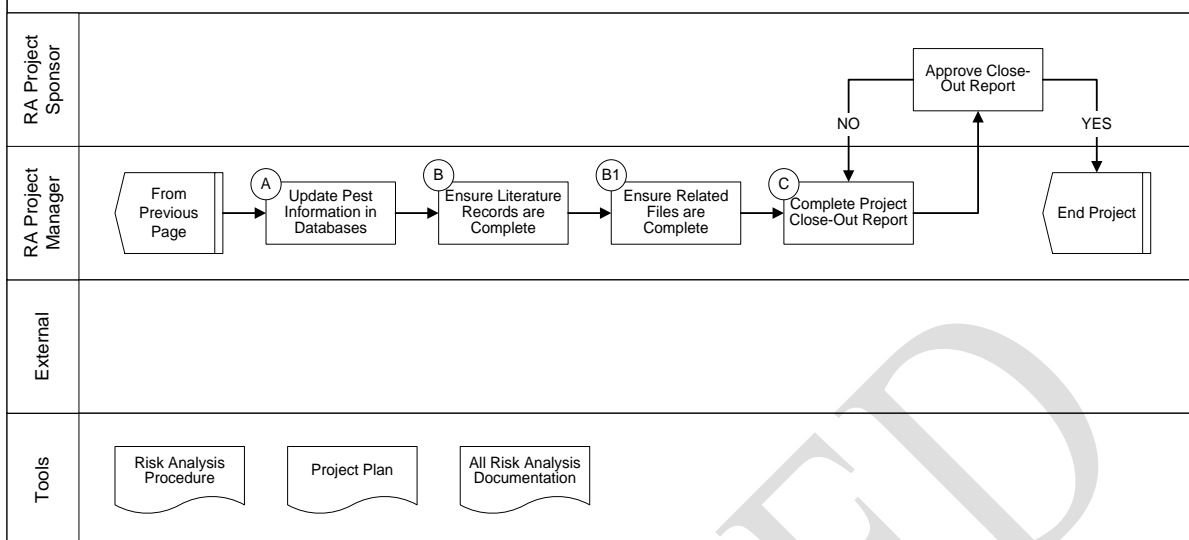 RA Project
Sponsor
Approve Close-
Out Report
NO
YES
RA Project
Manager
From
Previous
Page
A
Update Pest
Information in
Databases
B
Ensure Literature
Records are
Complete
B1
Ensure Related
Files are
Complete
C
Complete Project
Close-Out Report
End Project
External
Tools
Risk Analysis
Procedure
Project Plan
All Risk Analysis
Documentation
ED